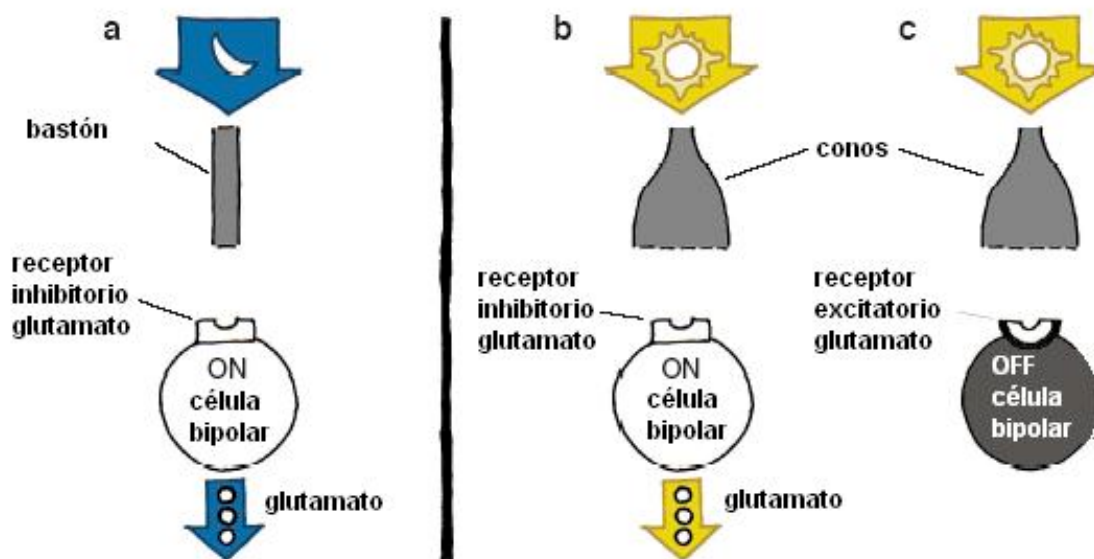 a
bastón
receptor
inhibitorio
glutamato
ON
célula
bipolar
glutamato
b
c
conos
receptor
inhibitorio
glutamato
ON
célula
bipolar
glutamato
receptor
excitatorio
glutamato
OFF
célula
bipolar